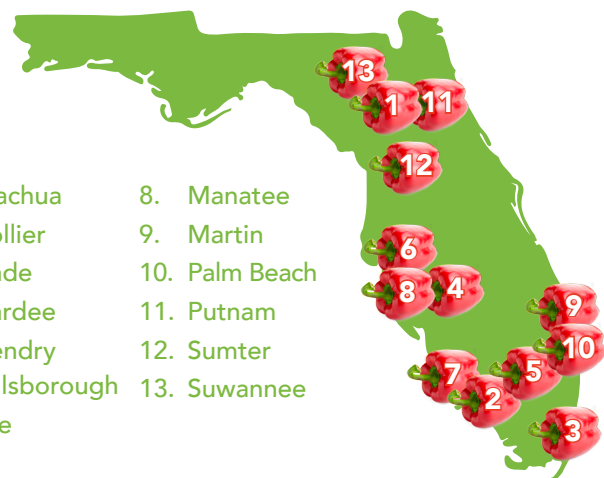 achua
ollier
ade
ardee
endry
lsborough
e
8. Manatee
9. Martin
10. Palm Beach
11. Putnam
12. Sumter
13. Suwannee
13
1
11
12
6
8
4
9
10
7
5
2
3